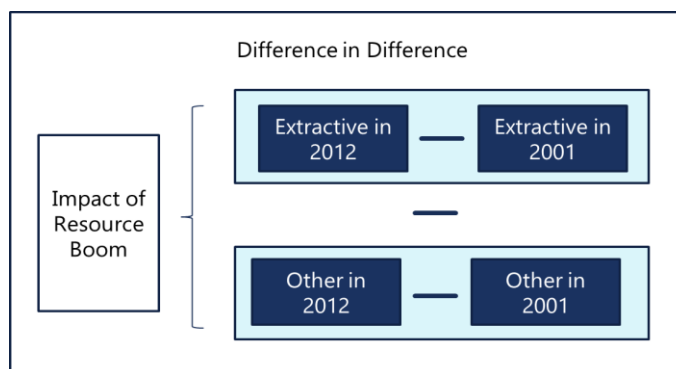 Difference in Difference
Impact of
Resource
Boom
Extractive in
2012
Extractive in
2001
Other in
2012
Other in
2001